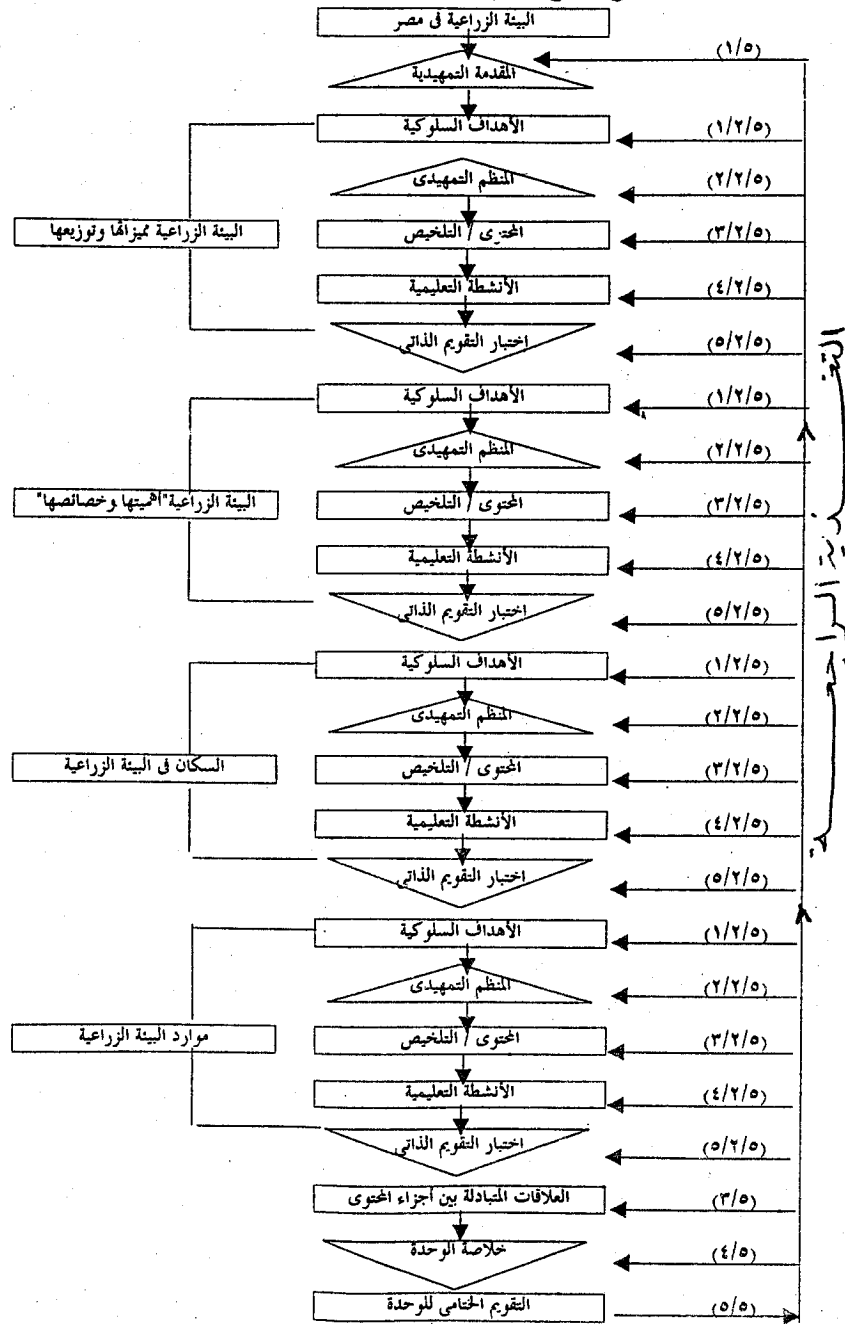 البيئة الزراعية فى مصر
المقدمة التمهيدية
(١/٥)
الأهداف السلوكية
(١/٢/٥)
المنظم التمهيدى
(٢/٢/٥)
المحتوى / التلخيص
(٣/٢/٥)
البيئة الزراعية مميزاتها وتوزيعها
الأنشطة التعليمية
(٤/٢/٥)
اختبار التقويم الذاتى
(٥/٢/٥)
الأهداف السلوكية
(١/٢/٥)
المنظم التمهيدى
(٢/٢/٥)
المحتوى / التلخيص
(٣/٢/٥)
البيئة الزراعية "أهميتها وخصائصها"
الأنشطة التعليمية
(٤/٢/٥)
اختبار التقويم الذاتى
(٥/٢/٥)
الأهداف السلوكية
(١/٢/٥)
المنظم التمهيدى
(٢/٢/٥)
المحتوى / التلخيص
(٣/٢/٥)
السكان فى البيئة الزراعية
الأنشطة التعليمية
(٤/٢/٥)
اختبار التقويم الذاتى
(٥/٢/٥)
الأهداف السلوكية
(١/٢/٥)
المنظم التمهيدى
(٢/٢/٥)
المحتوى / التلخيص
(٣/٢/٥)
موارد البيئة الزراعية
الأنشطة التعليمية
(٤/٢/٥)
اختبار التقويم الذاتى
(٥/٢/٥)
العلاقات المتبادلة بين أجزاء المحتوى
(٣/٥)
خلاصة الوحدة
(٤/٥)
التقويم الختامى للوحدة
(٥/٥)
التغذية الراجعة